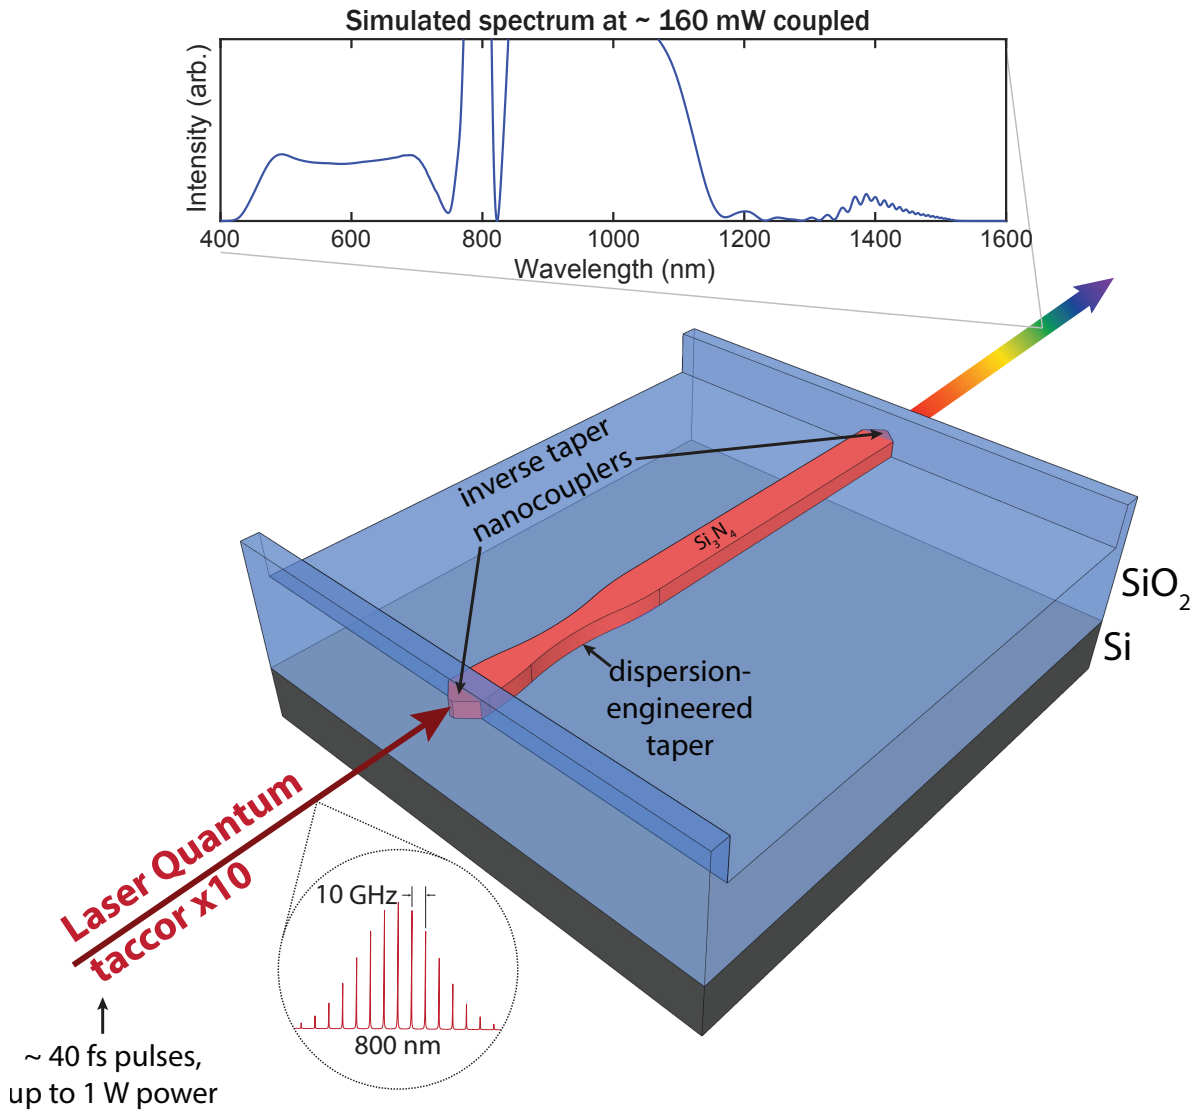 Simulated spectrum at ~ 160 mW coupled
Intensity (arb.)
400 600 800 1000 1200 1400 1600
Wavelength (nm)
inverse taper
nanocouplers
Si₃N₄
SiO₂
Si
dispersion-
engineered
taper
Laser Quantum
taccor x10
10 GHz
800 nm
~ 40 fs pulses,
up to 1 W power